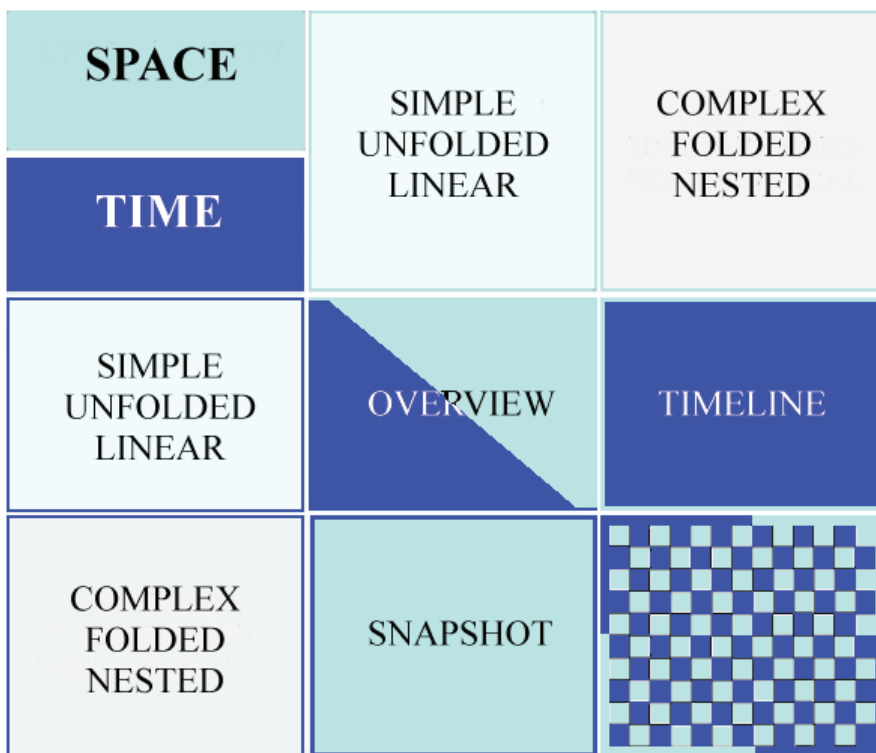 SPACE
TIME
SIMPLE
UNFOLDED
LINEAR
COMPLEX
FOLDED
NESTED
SIMPLE
UNFOLDED
LINEAR
OVERVIEW
TIMELINE
COMPLEX
FOLDED
NESTED
SNAPSHOT